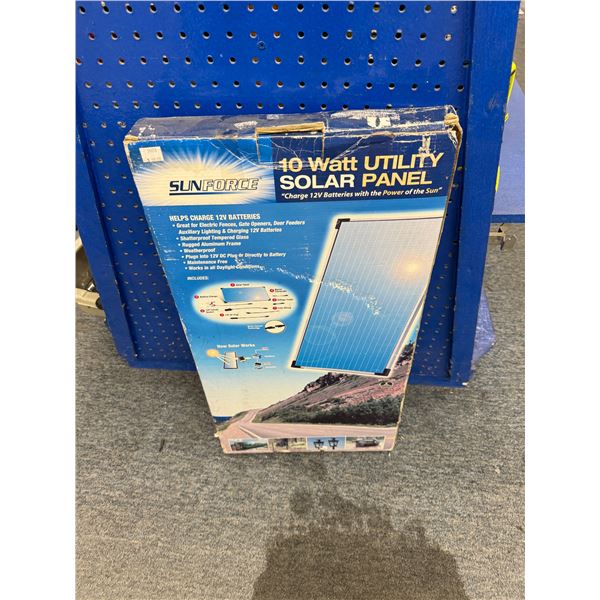 10 Watt UTILITY
SOLAR PANEL
"Charge 12V Batteries with the Power of the Sun"
SUNFORCE
HELPS CHARGE 12V BATTERIES
• Great for Electric Fences, Gate Openers, Deer Feeders
Auxiliary Lighting & Charging 12V Batteries
• Shatterproof Tempered Glass
• Rugged Aluminum Frame
• Weatherproof
• Plugs into 12V DC Plug or Directly to Battery
• Maintenance Free
• Works in all Daylight Conditions
INCLUDES:
How Solar Works